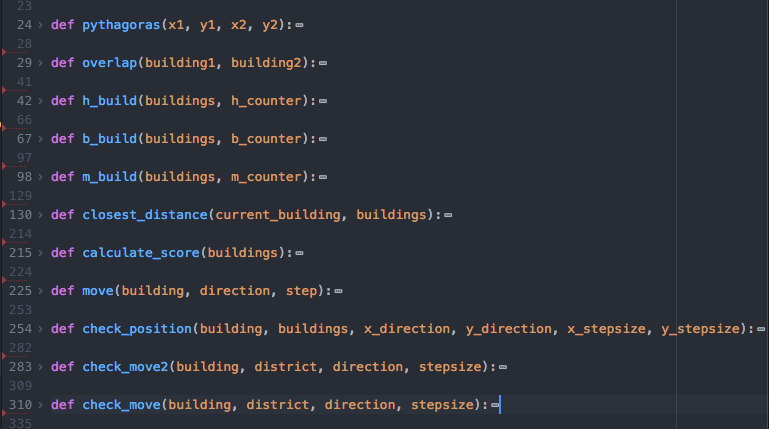 23
24 › def pythagoras(x1, y1, x2, y2):
28
29 › def overlap(building1, building2):
41
42 › def h_build(buildings, h_counter):
66
67 › def b_build(buildings, b_counter):
97
98 › def m_build(buildings, m_counter):
129
130 › def closest_distance(current_building, buildings):
214
215 › def calculate_score(buildings):
224
225 › def move(building, direction, step):
253
254 › def check_position(building, buildings, x_direction, y_direction, x_stepsize, y_stepsize):
282
283 › def check_move2(building, district, direction, stepsize):
309
310 › def check_move(building, district, direction, stepsize):
335